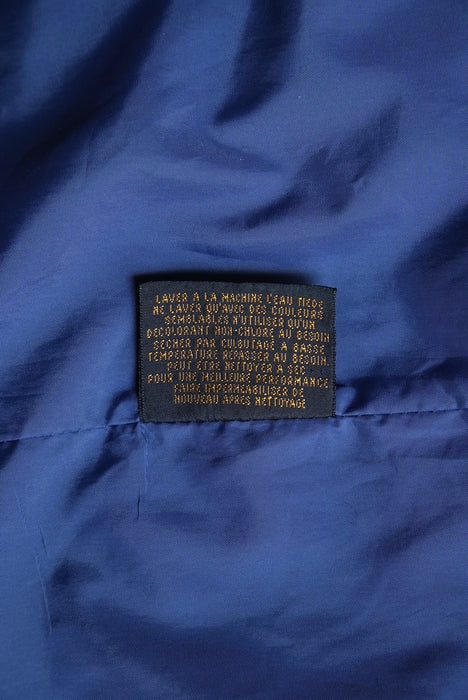 LAVER A LA MACHINE L'EAU TIEDE
NE LAVER QU'AVEC DES COULEURS
SEMBLABLES N'UTILISER QU'UN
DECOLORANT NON-CHLORE AU BESOIN
SECHER PAR CULBUTAGE A BASSE
TEMPERATURE REPASSER AU BESOIN
PEUT ETRE NETTOYER A SEC
POUR UNE MEILLEURE PERFORMANCE
FAIRE IMPERMEABILISER DE
NOUVEAU APRES NETTOYAGE